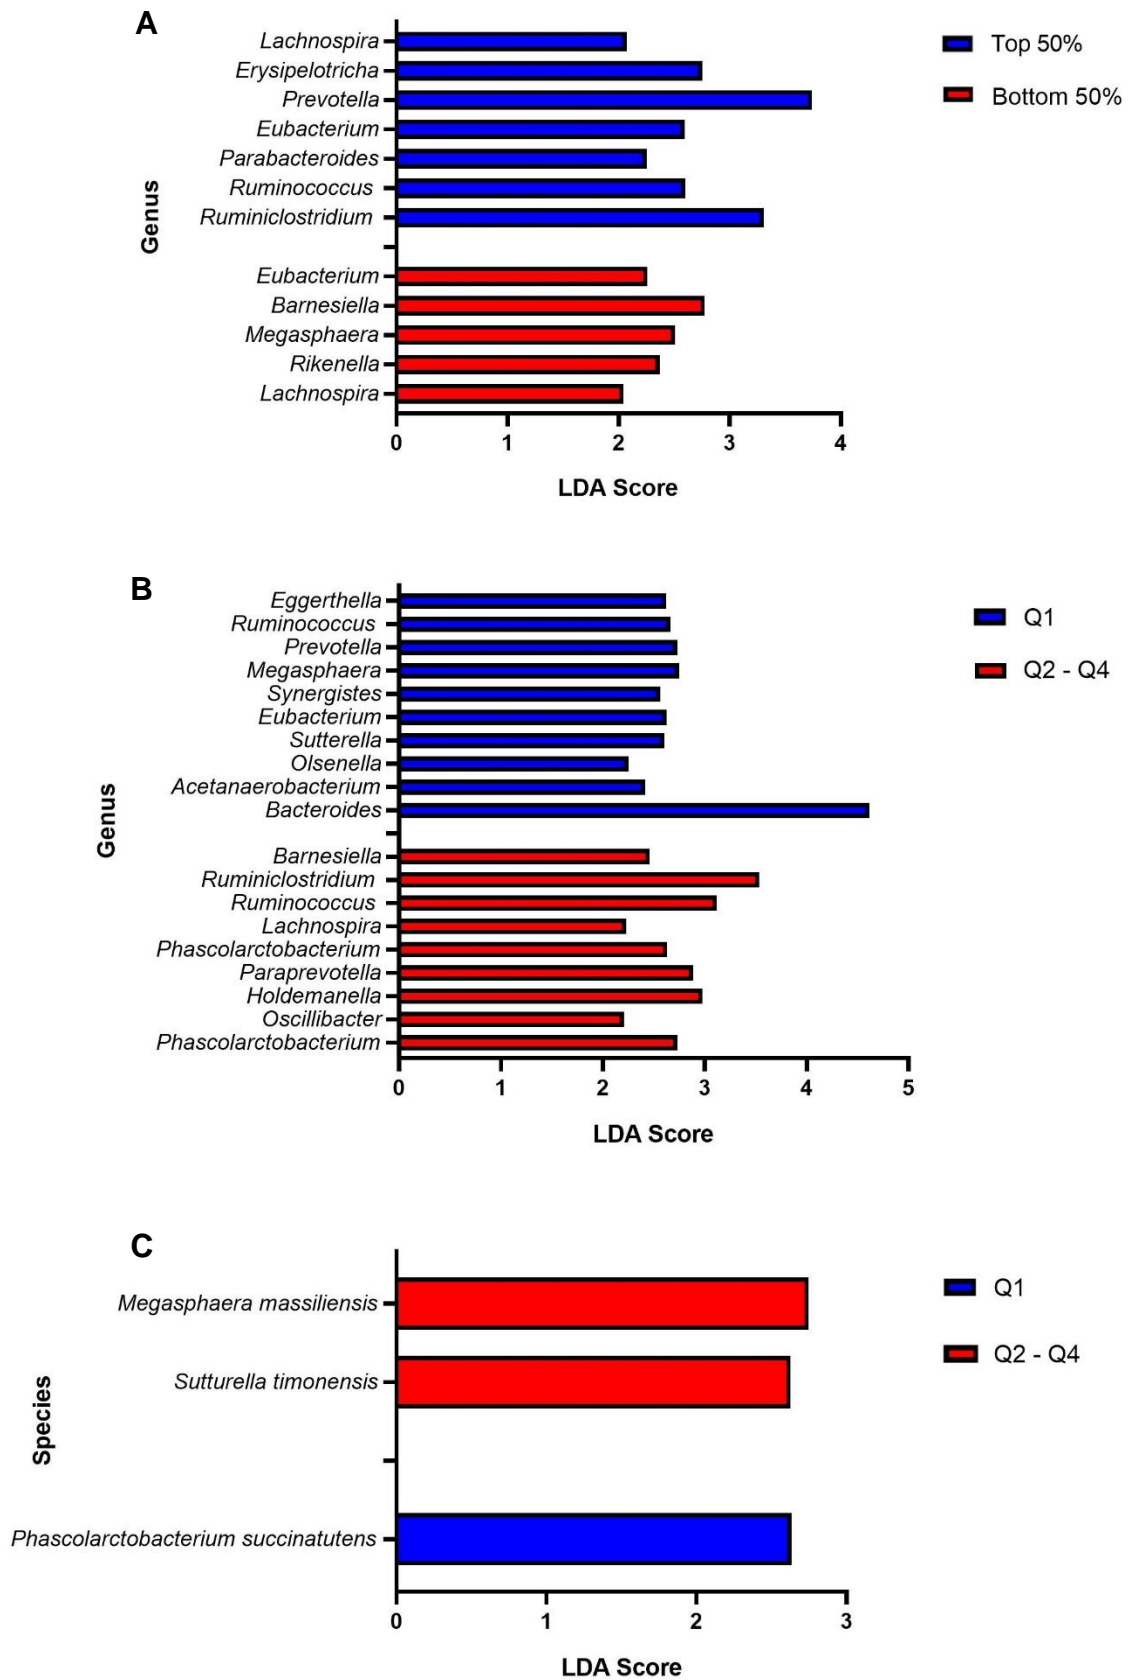 A
Lachnospira
Erysipelotricha
Prevotella
Eubacterium
Parabacteroides
Ruminococcus
Ruminiclostridium
Eubacterium
Barnesiella
Megasphaera
Rikenella
Lachnospira
Genus
0 1 2 3 4
LDA Score
Top 50%
Bottom 50%
B
Eggerthella
Ruminococcus
Prevotella
Megasphaera
Synergistes
Eubacterium
Sutterella
Olsenella
Acetanaerobacterium
Bacteroides
Barnesiella
Ruminiclostridium
Ruminococcus
Lachnospira
Phascolarctobacterium
Paraprevotella
Holdemanella
Oscillibacter
Phascolarctobacterium
Genus
0 1 2 3 4 5
LDA Score
Q1
Q2 - Q4
C
Megasphaera massiliensis
Sutturella timonensis
Phascolarctobacterium succinatutens
Species
0 1 2 3
LDA Score
Q1
Q2 - Q4